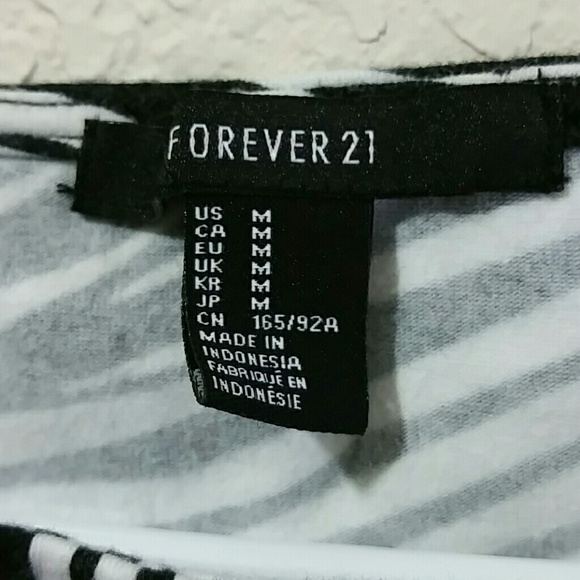 FOREVER 21
US M
CA M
EU M
UK M
KR M
JP M
CN 165/92A
MADE IN
INDONESIA
FABRIQUÉ EN
INDONÉSIE